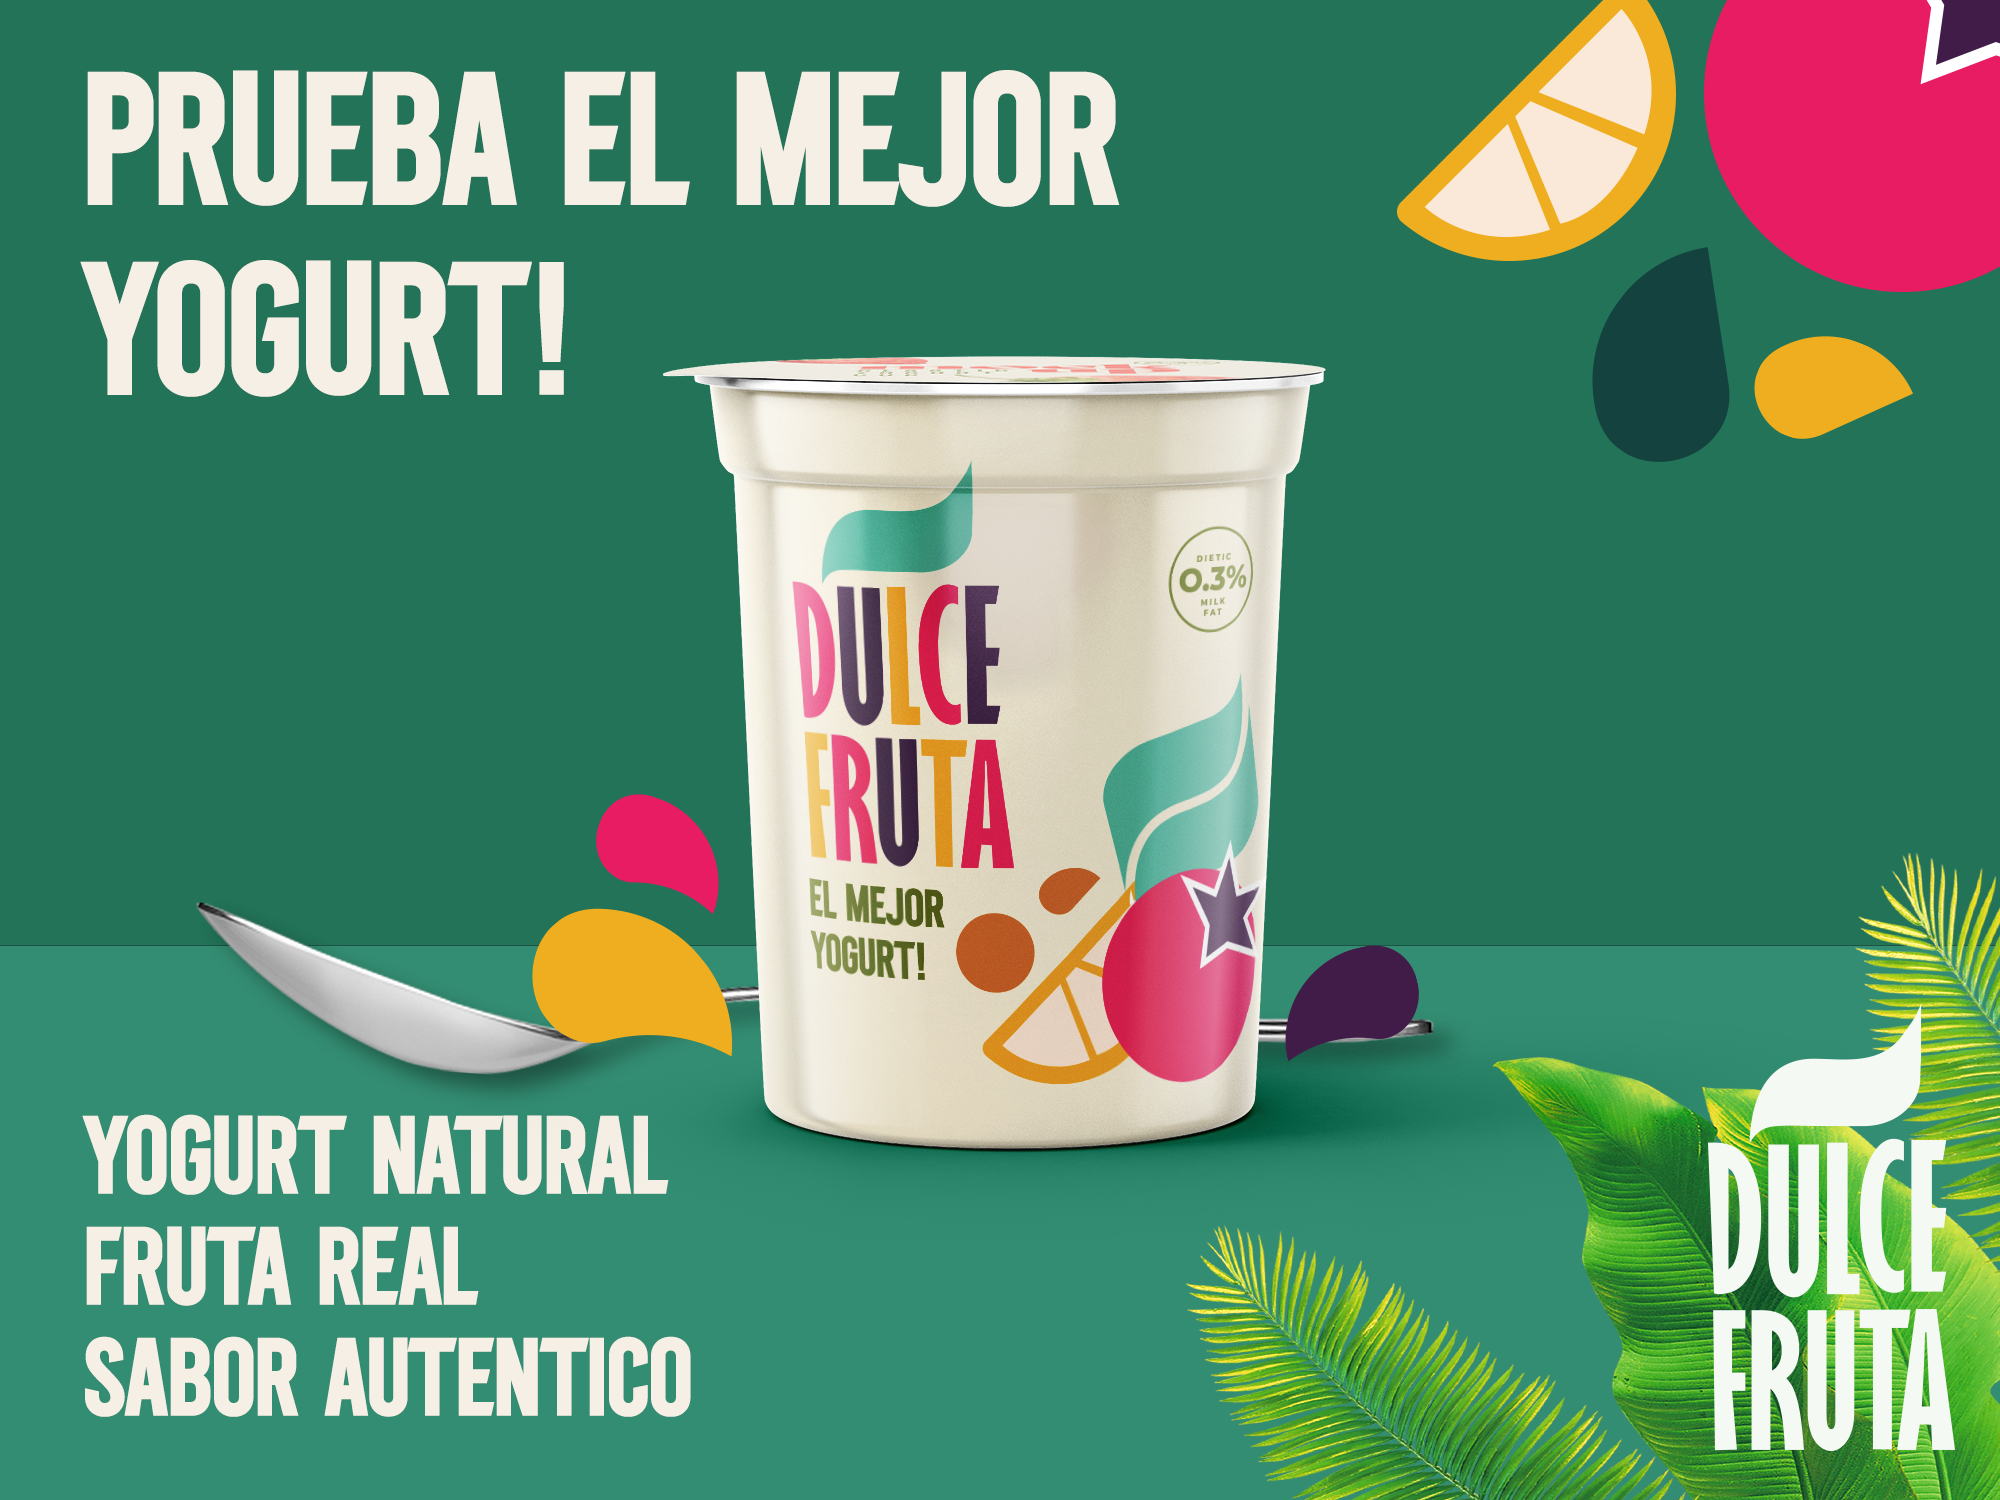 PRUEBA EL MEJOR
YOGURT!
DIETIC
0.3%
MILK
FAT
DULCE
FRUTA
EL MEJOR
YOGURT!
YOGURT NATURAL
FRUTA REAL
SABOR AUTENTICO
DULCE
FRUTA